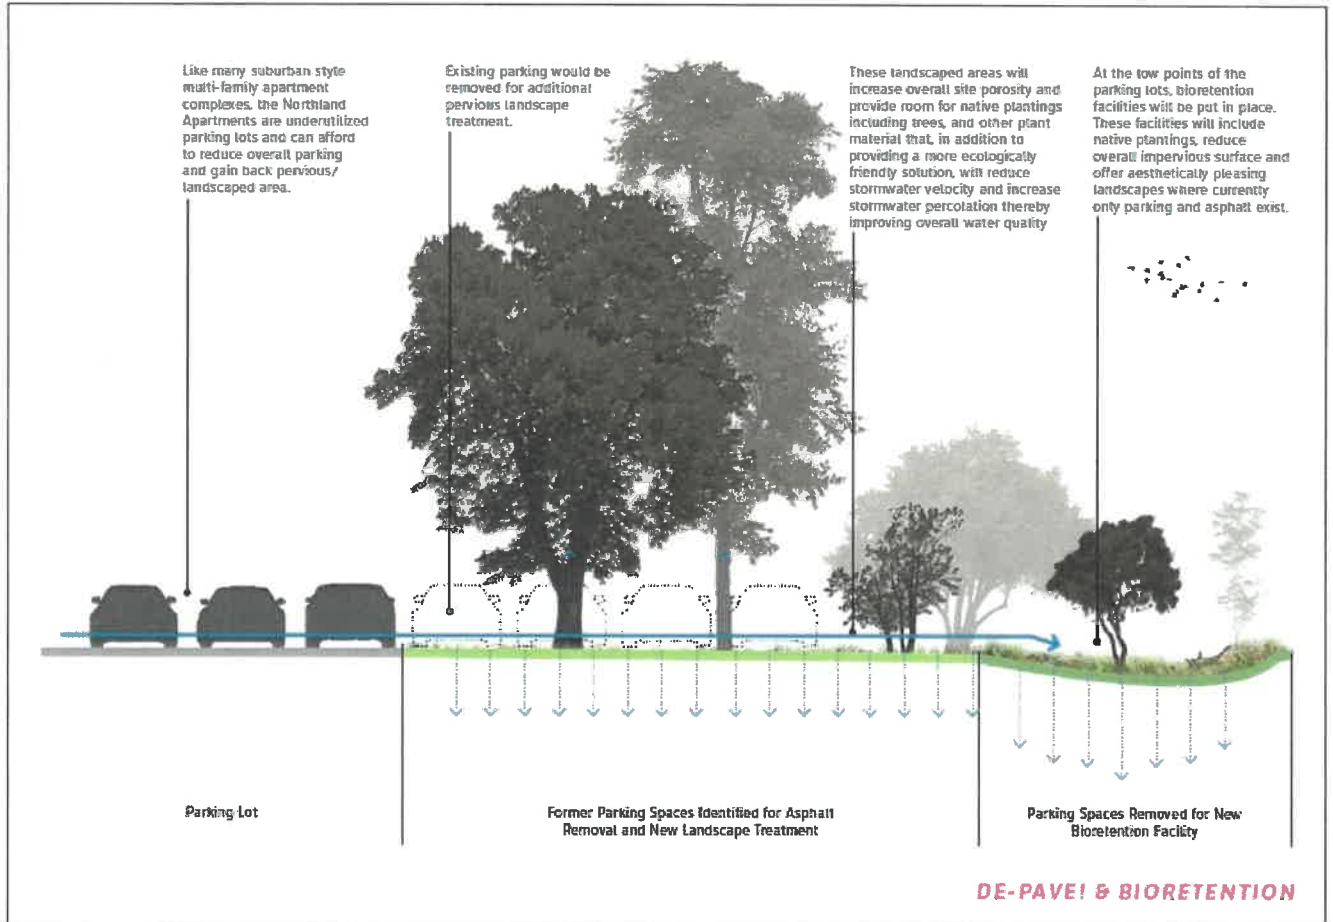 Like many suburban style
multi-family apartment
complexes, the Northland
Apartments are underutilized
parking lots and can afford
to reduce overall parking
and gain back pervious/
landscaped area.
Existing parking would be
removed for additional
pervious landscape
treatment.
These landscaped areas will
increase overall site porosity and
provide room for native plantings
including trees, and other plant
material that, in addition to
providing a more ecologically
friendly solution, will reduce
stormwater velocity and increase
stormwater percolation thereby
improving overall water quality
At the low points of the
parking lots, bioretention
facilities will be put in place.
These facilities will include
native plantings, reduce
overall impervious surface and
offer aesthetically pleasing
landscapes where currently
only parking and asphalt exist.
Parking Lot
Former Parking Spaces Identified for Asphalt
Removal and New Landscape Treatment
Parking Spaces Removed for New
Bioretention Facility
DE-PAVE! & BIORETENTION